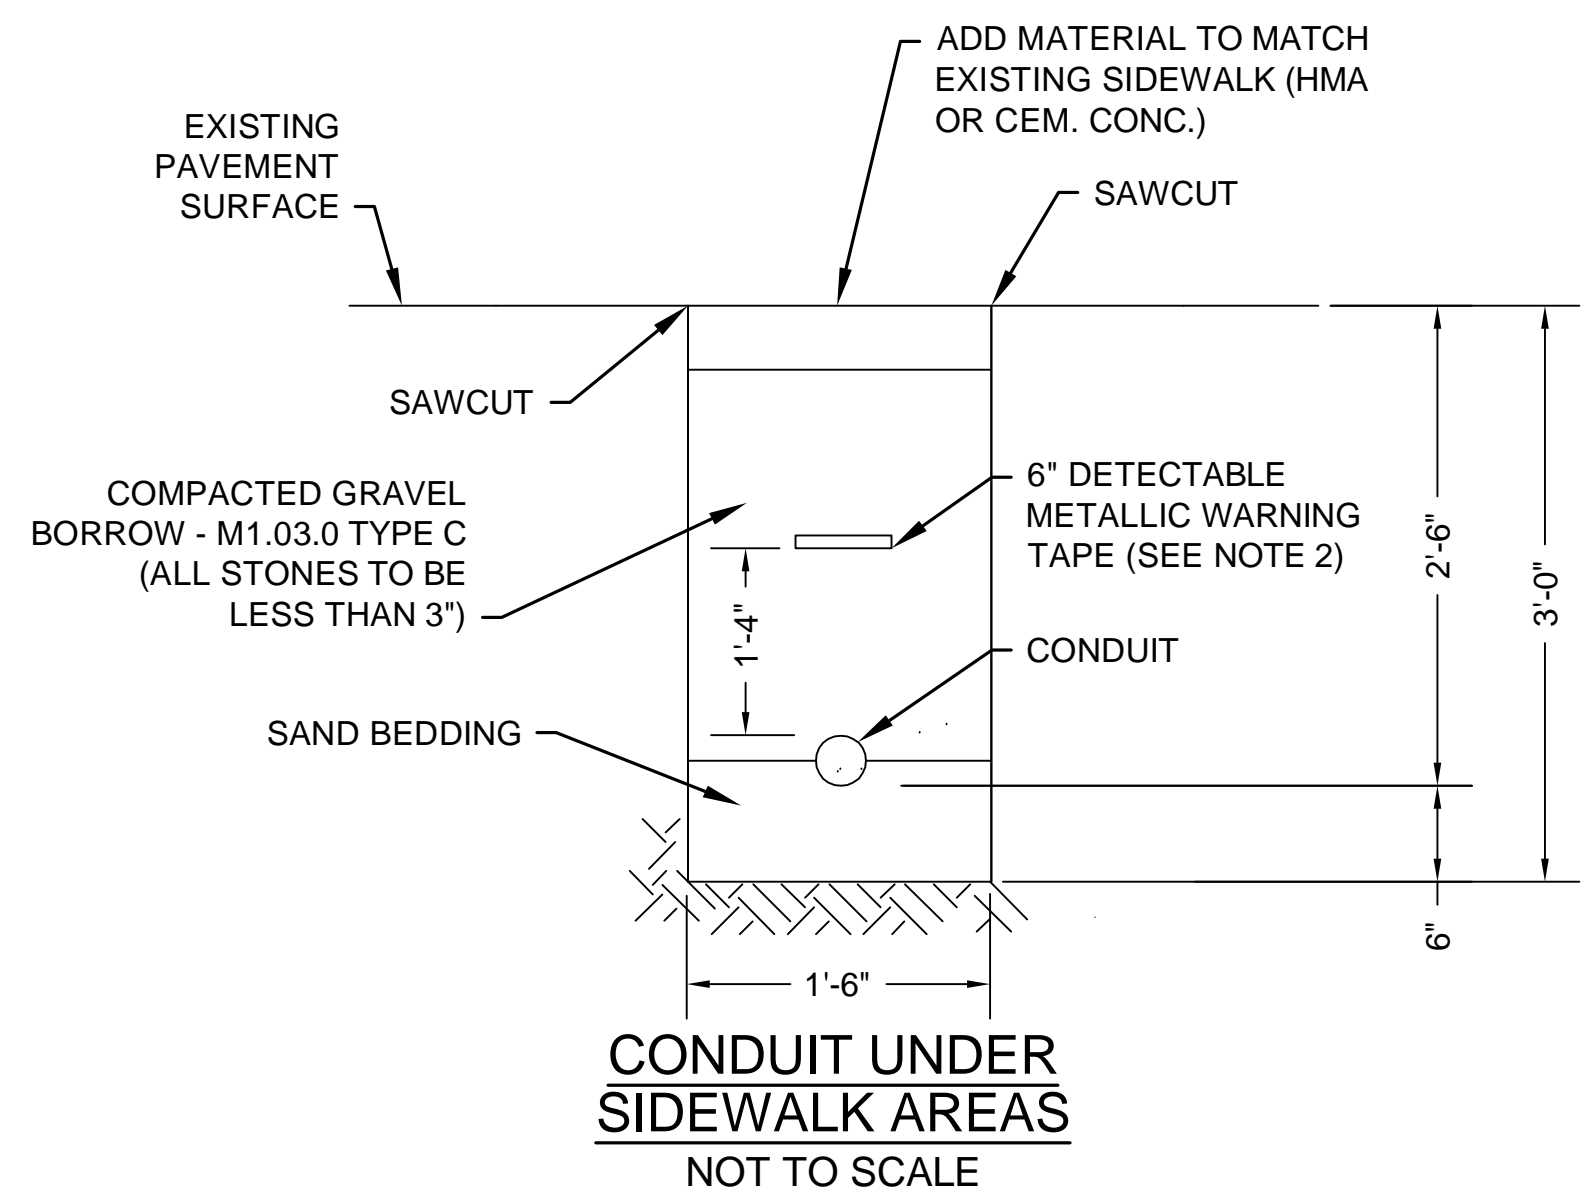 ADD MATERIAL TO MATCH
EXISTING SIDEWALK (HMA
OR CEM. CONC.)
EXISTING
PAVEMENT
SURFACE
SAWCUT
SAWCUT
COMPACTED GRAVEL
BORROW - M1.03.0 TYPE C
(ALL STONES TO BE
LESS THAN 3")
6" DETECTABLE
METALLIC WARNING
TAPE (SEE NOTE 2)
2'-6"
3'-0"
1'-4"
CONDUIT
SAND BEDDING
6"
1'-6"
CONDUIT UNDER
SIDEWALK AREAS
NOT TO SCALE